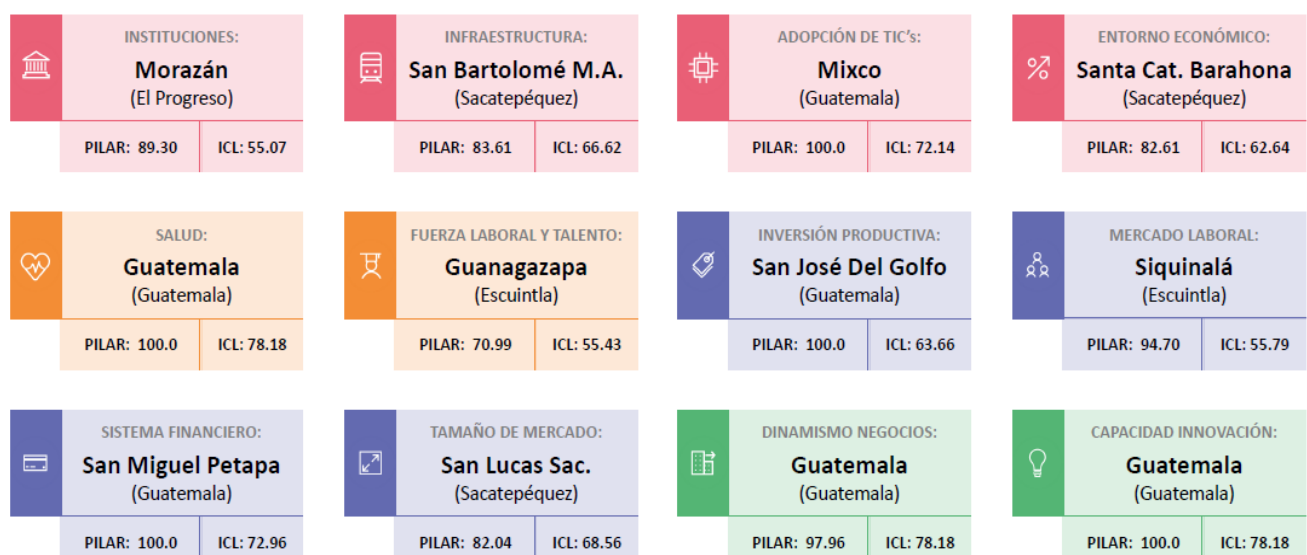 INSTITUCIONES:
Morazán
(El Progreso)
PILAR: 89.30 ICL: 55.07
INFRAESTRUCTURA:
San Bartolomé M.A.
(Sacatepéquez)
PILAR: 83.61 ICL: 66.62
ADOPCIÓN DE TIC's:
Mixco
(Guatemala)
PILAR: 100.0 ICL: 72.14
ENTORNO ECONÓMICO:
Santa Cat. Barahona
(Sacatepéquez)
PILAR: 82.61 ICL: 62.64
SALUD:
Guatemala
(Guatemala)
PILAR: 100.0 ICL: 78.18
FUERZA LABORAL Y TALENTO:
Guanagazapa
(Escuintla)
PILAR: 70.99 ICL: 55.43
INVERSIÓN PRODUCTIVA:
San José Del Golfo
(Guatemala)
PILAR: 100.0 ICL: 63.66
MERCADO LABORAL:
Siquinalá
(Escuintla)
PILAR: 94.70 ICL: 55.79
SISTEMA FINANCIERO:
San Miguel Petapa
(Guatemala)
PILAR: 100.0 ICL: 72.96
TAMAÑO DE MERCADO:
San Lucas Sac.
(Sacatepéquez)
PILAR: 82.04 ICL: 68.56
DINAMISMO NEGOCIOS:
Guatemala
(Guatemala)
PILAR: 97.96 ICL: 78.18
CAPACIDAD INNOVACIÓN:
Guatemala
(Guatemala)
PILAR: 100.0 ICL: 78.18